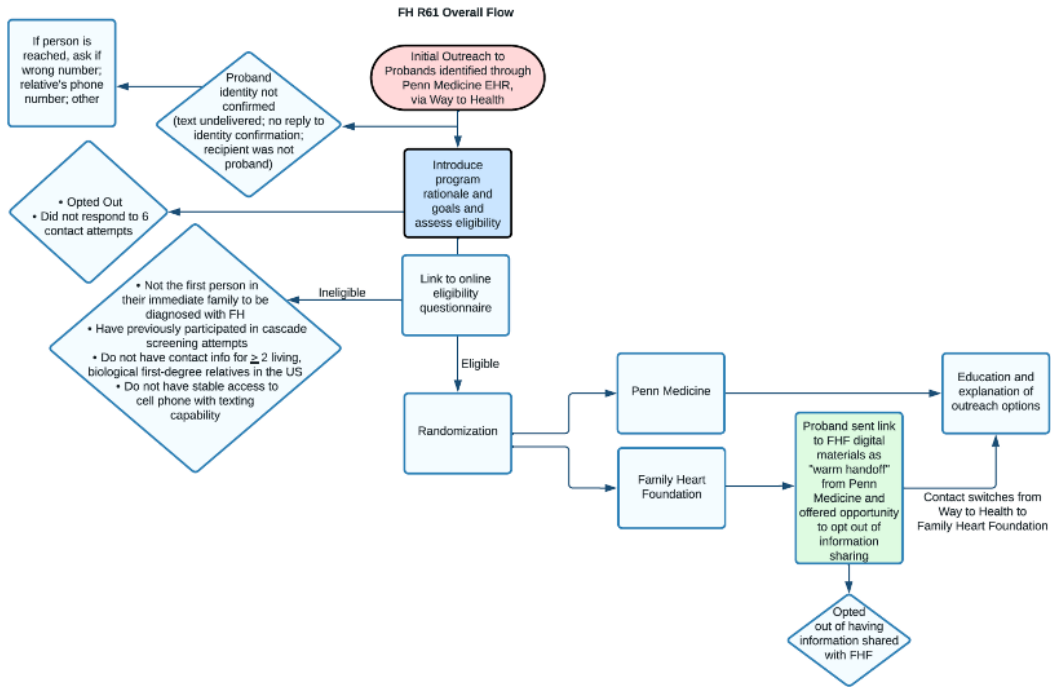 FH R61 Overall Flow
If person is
reached, ask if
wrong number;
relative's phone
number; other
Proband
identity not
confirmed
(text undelivered; no reply to
identity confirmation;
recipient was not
proband)
Initial Outreach to
Probands identified through
Penn Medicine EHR,
via Way to Health
Introduce
program
rationale and
goals and
assess eligibility
• Opted Out
• Did not respond to 6
contact attempts
Link to online
eligibility
questionnaire
Ineligible
• Not the first person in
their immediate family to be
diagnosed with FH
• Have previously participated in cascade
screening attempts
• Do not have contact info for ≥ 2 living,
biological first-degree relatives in the US
• Do not have stable access to
cell phone with texting
capability
Eligible
Randomization
Penn Medicine
Family Heart
Foundation
Proband sent link
to FHF digital
materials as
"warm handoff"
from Penn
Medicine and
offered opportunity
to opt out of
information
sharing
Education and
explanation of
outreach options
Contact switches from
Way to Health to
Family Heart Foundation
Opted
out of having
information shared
with FHF